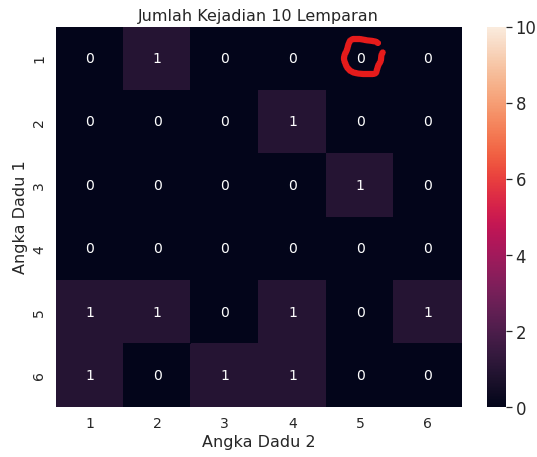 Jumlah Kejadian 10 Lemparan
Angka Dadu 1
1 0 1 0 0 0 0
2 0 0 0 1 0 0
3 0 0 0 0 1 0
4 0 0 0 0 0 0
5 1 1 0 1 0 1
6 1 0 1 1 0 0
1 2 3 4 5 6
Angka Dadu 2
10
8
6
4
2
0